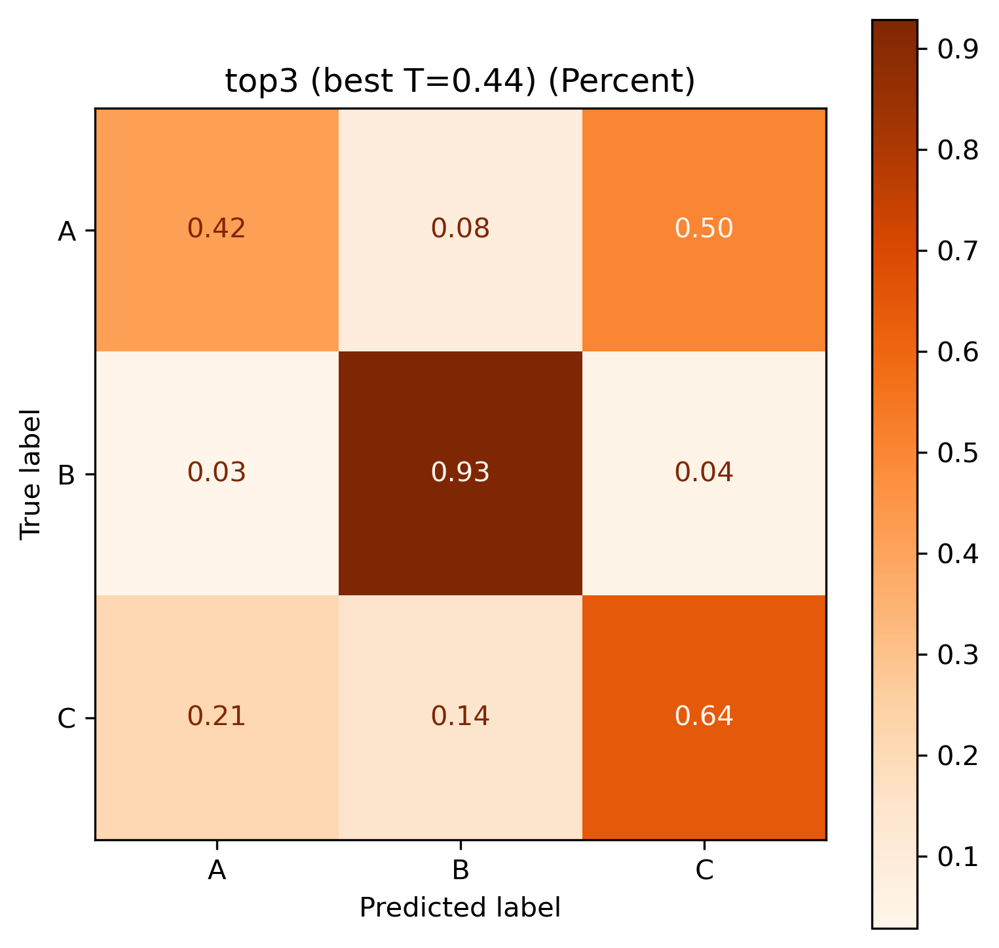 top3 (best T=0.44) (Percent)
0.9
0.8
0.7
0.6
0.5
0.4
0.3
0.2
0.1
True label
A
0.42 0.08 0.50
B
0.03 0.93 0.04
C
0.21 0.14 0.64
A B C
Predicted label